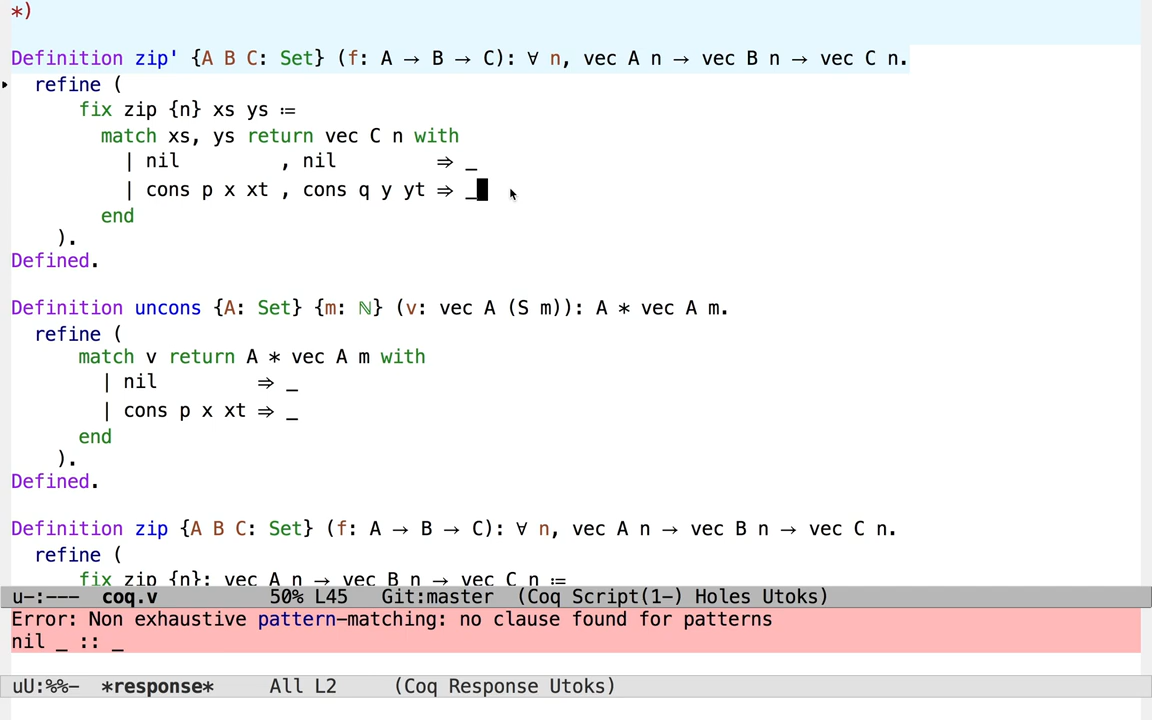 *)
Definition zip' {A B C: Set} (f: A → B → C): ∀ n, vec A n → vec B n → vec C n.
refine (
fix zip {n} xs ys ≔
match xs, ys return vec C n with
| nil , nil ⇒ _
| cons p x xt , cons q y yt ⇒ _
end
).
Defined.
Definition uncons {A: Set} {m: ℕ} (v: vec A (S m)): A * vec A m.
refine (
match v return A * vec A m with
| nil ⇒ _
| cons p x xt ⇒ _
end
).
Defined.
Definition zip {A B C: Set} (f: A → B → C): ∀ n, vec A n → vec B n → vec C n.
refine (
fix zip {n}: vec A n → vec B n → vec C n ≔
u-:--- coq.v 50% L45 Git:master (Coq Script(1-) Holes Utoks)
Error: Non exhaustive pattern-matching: no clause found for patterns
nil _ :: _
uU:%%- *response* All L2 (Coq Response Utoks)